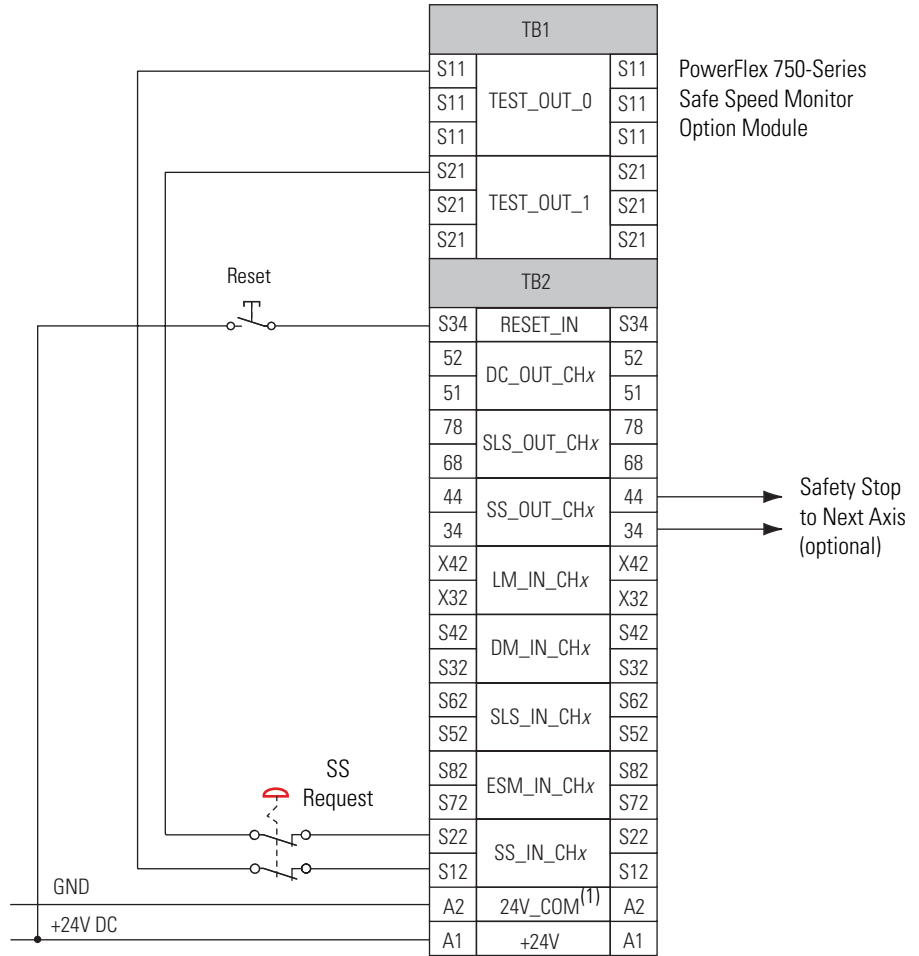 TB1
S11 S11
S11 TEST_OUT_0 S11
S11 S11
S21 S21
S21 TEST_OUT_1 S21
S21 S21
PowerFlex 750-Series
Safe Speed Monitor
Option Module
TB2
Reset
S34 RESET_IN S34
52 52
DC_OUT_CHx
51 51
78 78
SLS_OUT_CHx
68 68
44 44
SS_OUT_CHx
34 34
Safety Stop
to Next Axis
(optional)
X42 X42
LM_IN_CHx
X32 X32
S42 S42
DM_IN_CHx
S32 S32
S62 S62
SLS_IN_CHx
S52 S52
S82 S82
ESM_IN_CHx
S72 S72
SS
Request
S22 S22
SS_IN_CHx
S12 S12
GND
A2 24V_COM(1) A2
+24V DC
A1 +24V A1